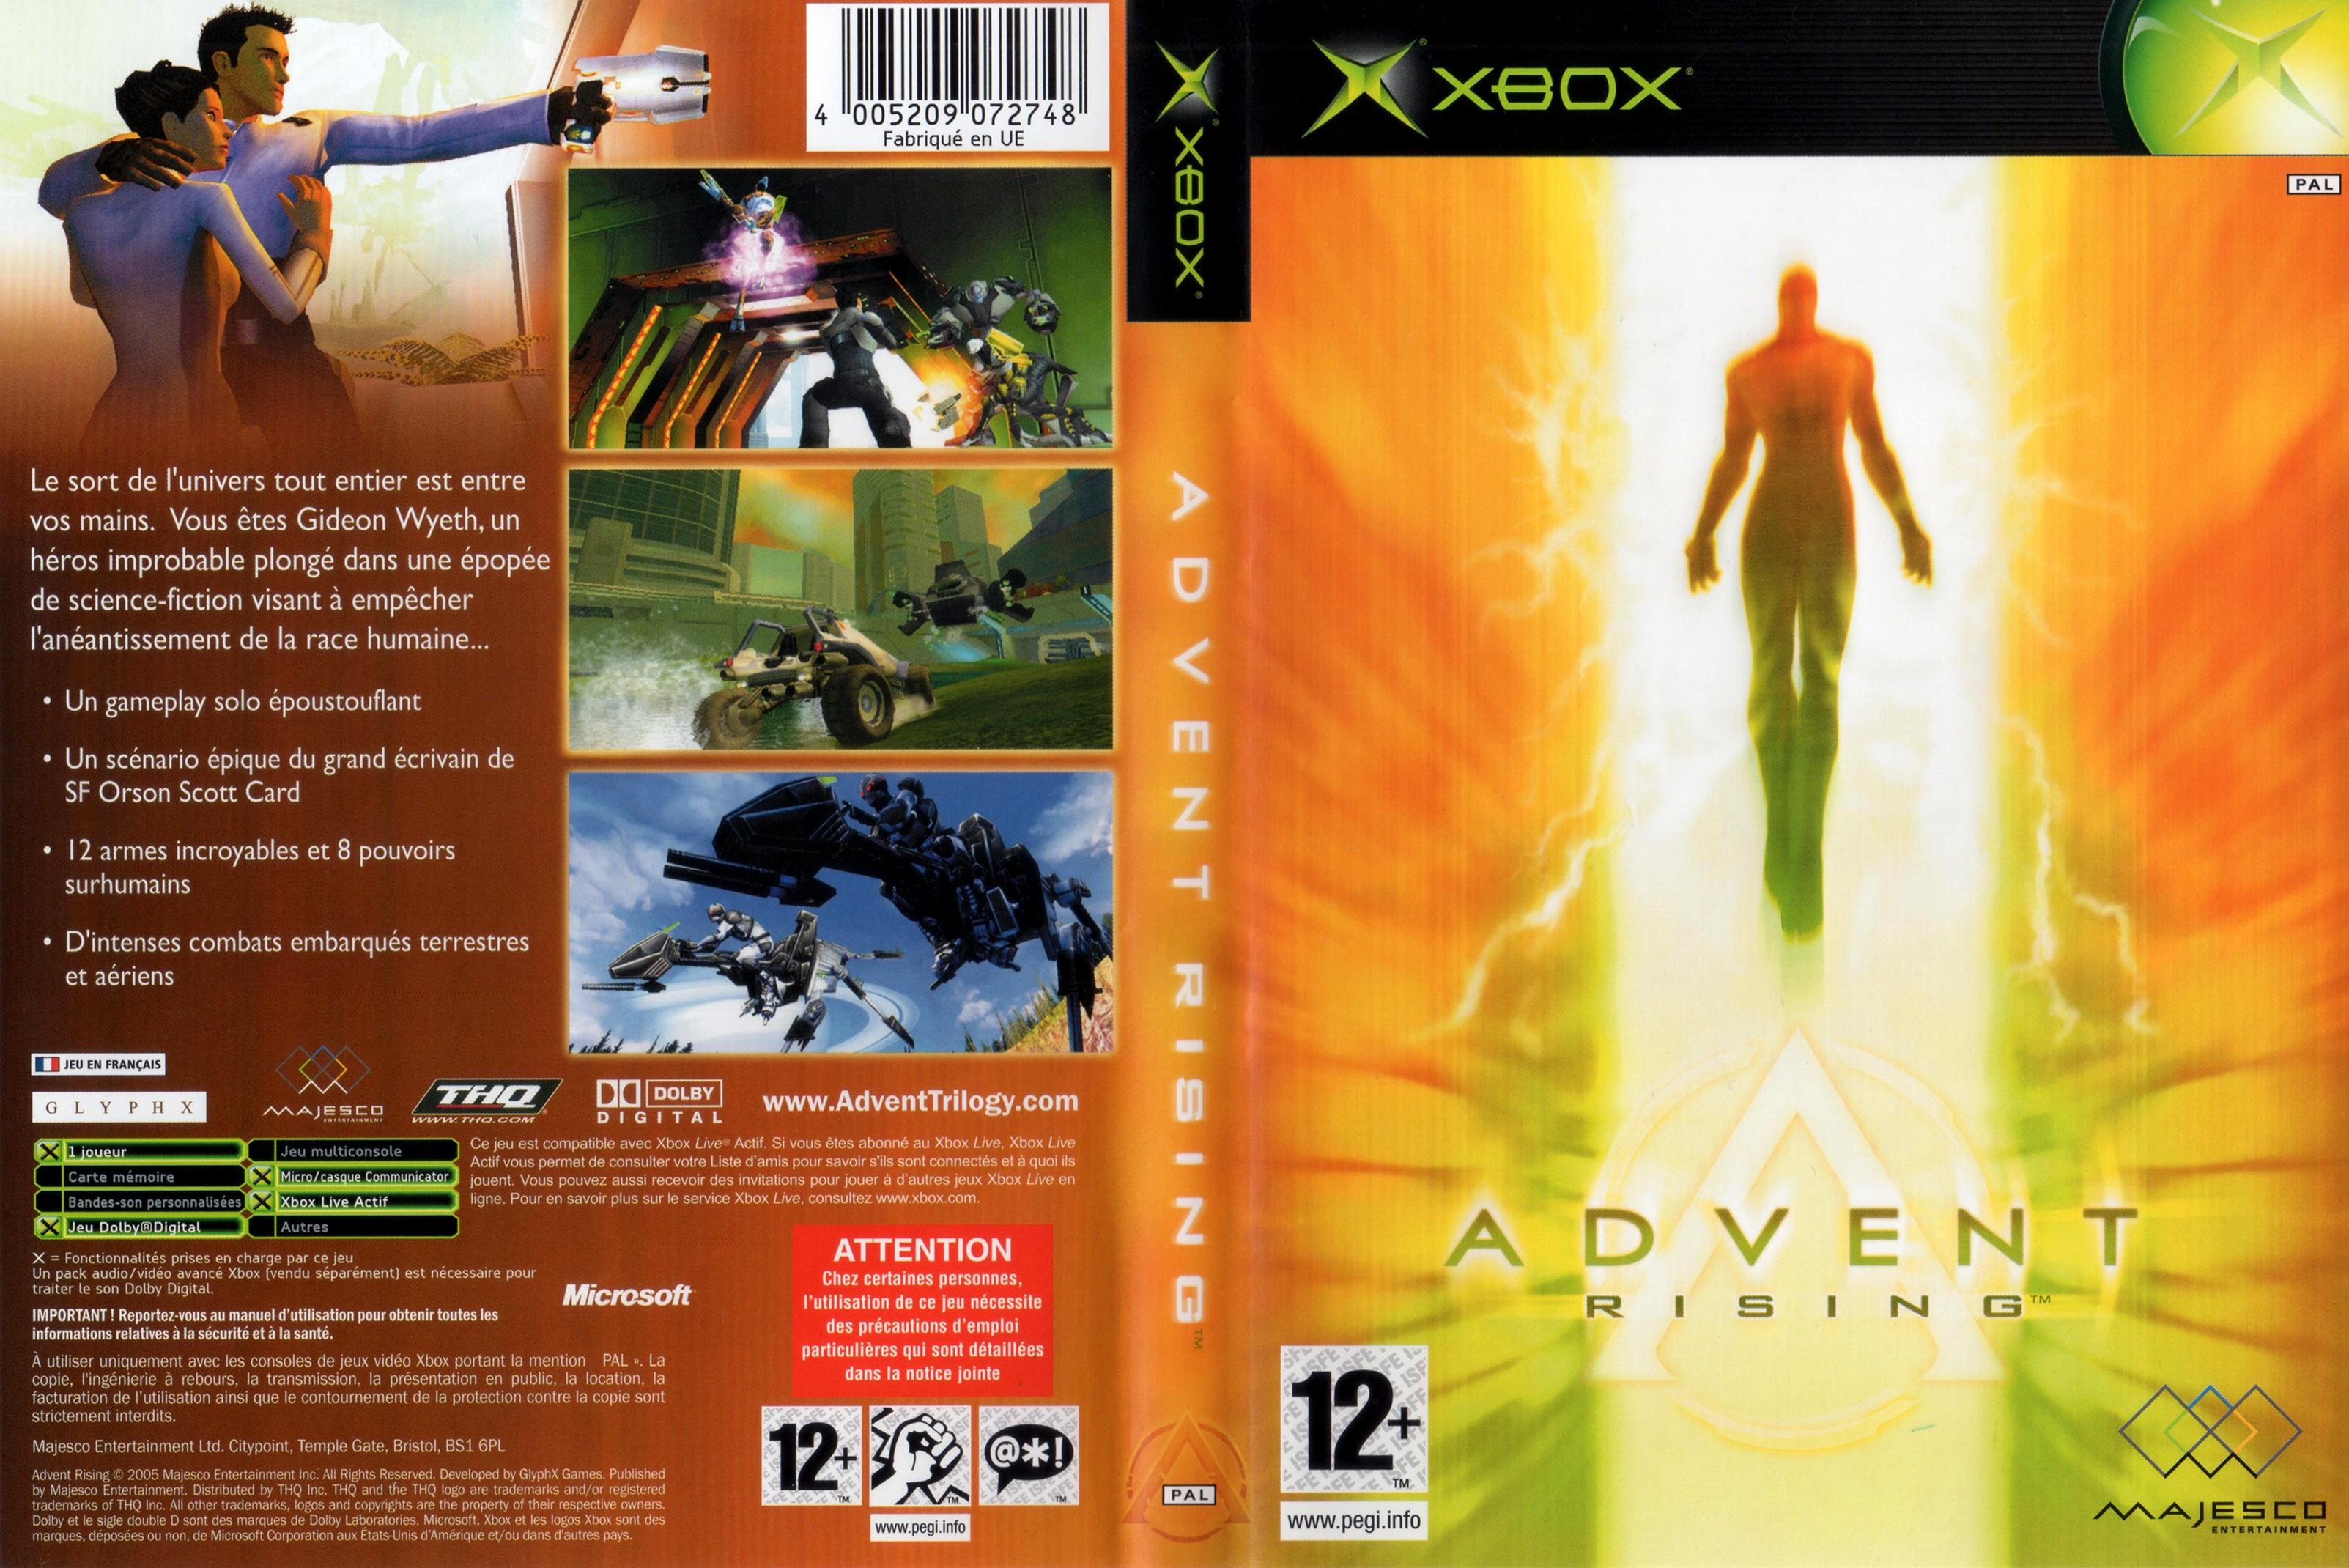 4 005209 072748
Fabriqué en UE
Le sort de l'univers tout entier est entre
vos mains. Vous êtes Gideon Wyeth, un
héros improbable plongé dans une épopée
de science-fiction visant à empêcher
l'anéantissement de la race humaine...
• Un gameplay solo époustouflant
• Un scénario épique du grand écrivain de
SF Orson Scott Card
• 12 armes incroyables et 8 pouvoirs
surhumains
• D'intenses combats embarqués terrestres
et aériens
JEU EN FRANÇAIS
GLYPHX
MAJESCO
ENTERTAINMENT
THQ
WWW.THQ.COM
DOLBY
DIGITAL
www.AdventTrilogy.com
X 1 joueur
Carte mémoire
Bandes-son personnalisées
X Jeu Dolby®Digital
Jeu multiconsole
X Micro/casque Communicator
X Xbox Live Actif
Autres
Ce jeu est compatible avec Xbox Live® Actif. Si vous êtes abonné au Xbox Live, Xbox Live
Actif vous permet de consulter votre Liste d'amis pour savoir s'ils sont connectés et à quoi ils
jouent. Vous pouvez aussi recevoir des invitations pour jouer à d'autres jeux Xbox Live en
ligne. Pour en savoir plus sur le service Xbox Live, consultez www.xbox.com.
X = Fonctionnalités prises en charge par ce jeu
Un pack audio/vidéo avancé Xbox (vendu séparément) est nécessaire pour
traiter le son Dolby Digital.
IMPORTANT ! Reportez-vous au manuel d'utilisation pour obtenir toutes les
informations relatives à la sécurité et à la santé.
Microsoft
À utiliser uniquement avec les consoles de jeux vidéo Xbox portant la mention PAL ». La
copie, l'ingénierie à rebours, la transmission, la présentation en public, la location, la
facturation de l'utilisation ainsi que le contournement de la protection contre la copie sont
strictement interdits.
Majesco Entertainment Ltd. Citypoint, Temple Gate, Bristol, BS1 6PL
Advent Rising © 2005 Majesco Entertainment Inc. All Rights Reserved. Developed by GlyphX Games. Published
by Majesco Entertainment. Distributed by THQ Inc. THQ and the THQ logo are trademarks and/or registered
trademarks of THQ Inc. All other trademarks, logos and copyrights are the property of their respective owners.
Dolby et le sigle double D sont des marques de Dolby Laboratories. Microsoft, Xbox et les logos Xbox sont des
marques, déposées ou non, de Microsoft Corporation aux États-Unis d'Amérique et/ou dans d'autres pays.
ATTENTION
Chez certaines personnes,
l'utilisation de ce jeu nécessite
des précautions d'emploi
particulières qui sont détaillées
dans la notice jointe
12+™
™
@*!
™
www.pegi.info
XBOX®
ADVENT RISING™
PAL
XBOX®
PAL
ADVENT
RISING™
12+
™
www.pegi.info
MAJESCO
ENTERTAINMENT